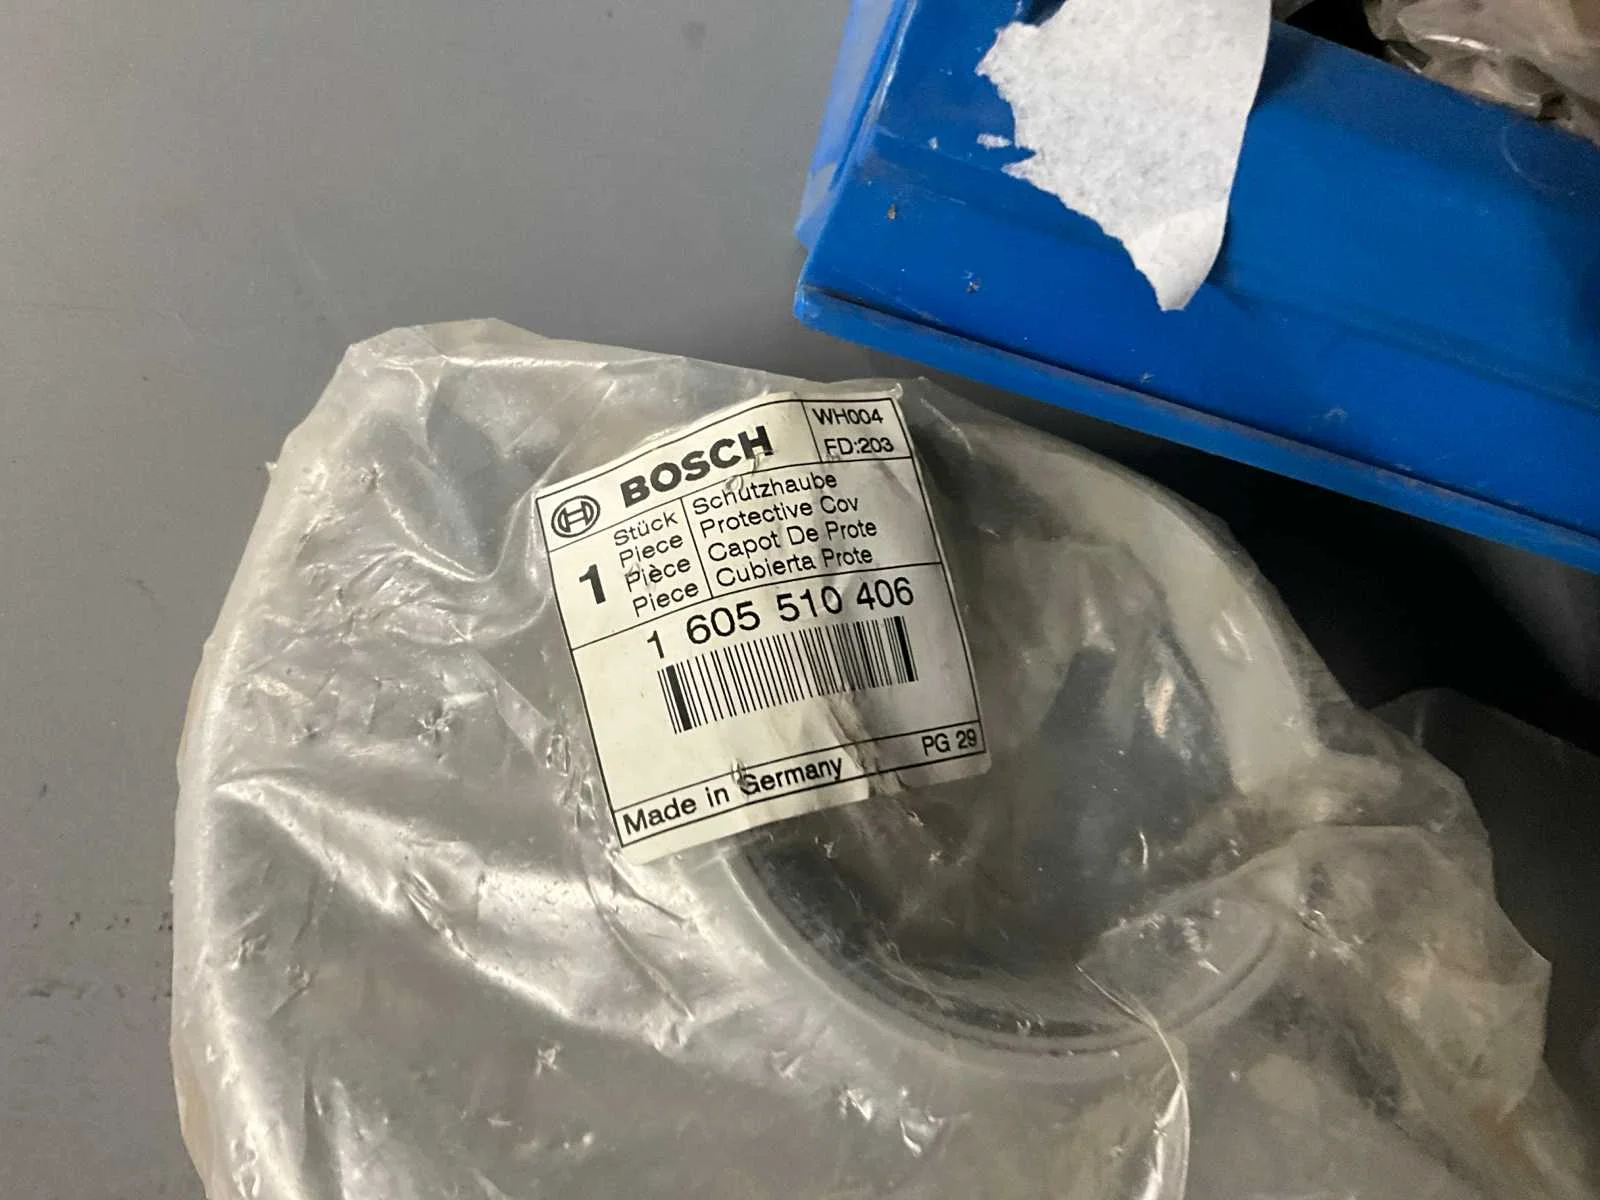 BOSCH
WH004
FD:203
1
Stück
Piece
Pièce
Piece
Schutzhaube
Protective Cov
Capot De Prote
Cubierta Prote
1 605 510 406
Made in Germany
PG 29